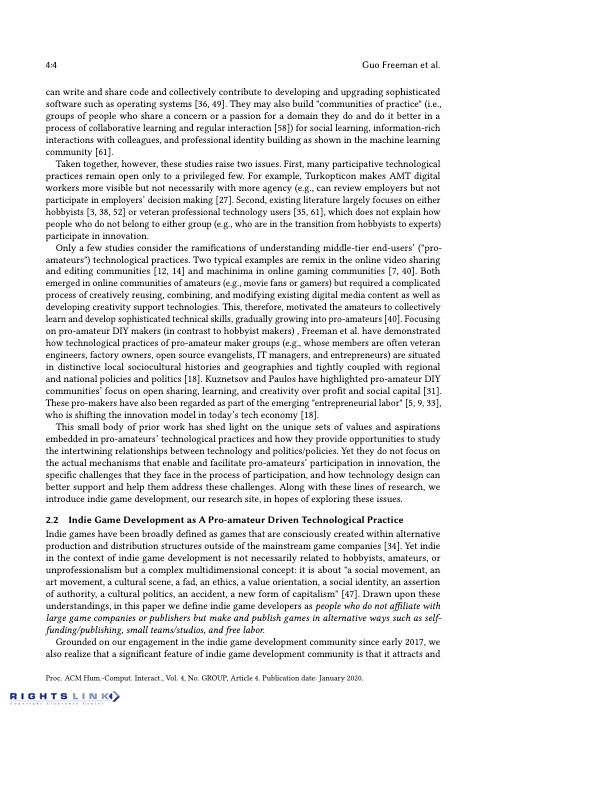 4:4
Guo Freeman et al.
can write and share code and collectively contribute to developing and upgrading sophisticated
software such as operating systems [36, 49]. They may also build "communities of practice" (i.e.,
groups of people who share a concern or a passion for a domain they do and do it better in a
process of collaborative learning and regular interaction [58]) for social learning, information-rich
interactions with colleagues, and professional identity building as shown in the machine learning
community [61].
Taken together, however, these studies raise two issues. First, many participative technological
practices remain open only to a privileged few. For example, Turkopticon makes AMT digital
workers more visible but not necessarily with more agency (e.g., can review employers but not
participate in employers' decision making [27]. Second, existing literature largely focuses on either
hobbyists [3, 38, 52] or veteran professional technology users [35, 61], which does not explain how
people who do not belong to either group (e.g., who are in the transition from hobbyists to experts)
participate in innovation.
Only a few studies consider the ramifications of understanding middle-tier end-users' ("pro-
amateurs") technological practices. Two typical examples are remix in the online video sharing
and editing communities [12, 14] and machinima in online gaming communities [7, 40]. Both
emerged in online communities of amateurs (e.g., movie fans or gamers) but required a complicated
process of creatively reusing, combining, and modifying existing digital media content as well as
developing creativity support technologies. This, therefore, motivated the amateurs to collectively
learn and develop sophisticated technical skills, gradually growing into pro-amateurs [40]. Focusing
on pro-amateur DIY makers (in contrast to hobbyist makers) , Freeman et al. have demonstrated
how technological practices of pro-amateur maker groups (e.g., whose members are often veteran
engineers, factory owners, open source evangelists, IT managers, and entrepreneurs) are situated
in distinctive local sociocultural histories and geographies and tightly coupled with regional
and national policies and politics [18]. Kuznetsov and Paulos have highlighted pro-amateur DIY
communities' focus on open sharing, learning, and creativity over profit and social capital [31].
These pro-makers have also been regarded as part of the emerging "entrepreneurial labor" [5, 9, 33],
who is shifting the innovation model in today's tech economy [18].
This small body of prior work has shed light on the unique sets of values and aspirations
embedded in pro-amateurs' technological practices and how they provide opportunities to study
the intertwining relationships between technology and politics/policies. Yet they do not focus on
the actual mechanisms that enable and facilitate pro-amateurs' participation in innovation, the
specific challenges that they face in the process of participation, and how technology design can
better support and help them address these challenges. Along with these lines of research, we
introduce indie game development, our research site, in hopes of exploring these issues.
2.2 Indie Game Development as A Pro-amateur Driven Technological Practice
Indie games have been broadly defined as games that are consciously created within alternative
production and distribution structures outside of the mainstream game companies [34]. Yet indie
in the context of indie game development is not necessarily related to hobbyists, amateurs, or
unprofessionalism but a complex multidimensional concept: it is about "a social movement, an
art movement, a cultural scene, a fad, an ethics, a value orientation, a social identity, an assertion
of authority, a cultural politics, an accident, a new form of capitalism" [47]. Drawn upon these
understandings, in this paper we define indie game developers as people who do not affiliate with
large game companies or publishers but make and publish games in alternative ways such as self-
funding/publishing, small teams/studios, and free labor.
Grounded on our engagement in the indie game development community since early 2017, we
also realize that a significant feature of indie game development community is that it attracts and
Proc. ACM Hum.-Comput. Interact., Vol. 4, No. GROUP, Article 4. Publication date: January 2020.
RIGHTSLINK
Copyright Clearance Center